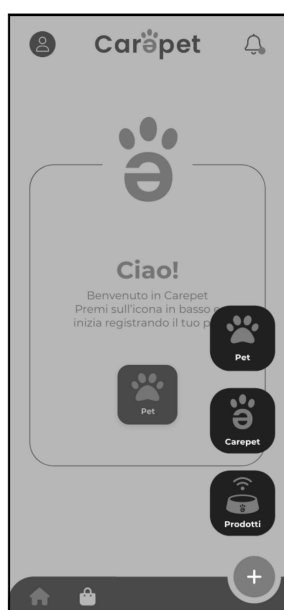 Carəpet
Ciao!
Benvenuto in Carepet
Premi sull'icona in basso e
inizia registrando il tuo
Pet
Pet
Carepet
Prodotti